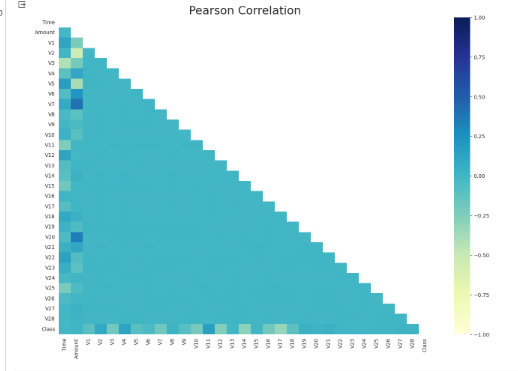 Pearson Correlation
Time
Amount
V1
V2
V3
V4
V5
V6
V7
V8
V9
V10
V11
V12
V13
V14
V15
V16
V17
V18
V19
V20
V21
V22
V23
V24
V25
V26
V27
V28
Class
Time
Amount
V1
V2
V3
V4
V5
V6
V7
V8
V9
V10
V11
V12
V13
V14
V15
V16
V17
V18
V19
V20
V21
V22
V23
V24
V25
V26
V27
V28
Class
1.00
0.75
0.50
0.25
0.00
−0.25
−0.50
−0.75
−1.00